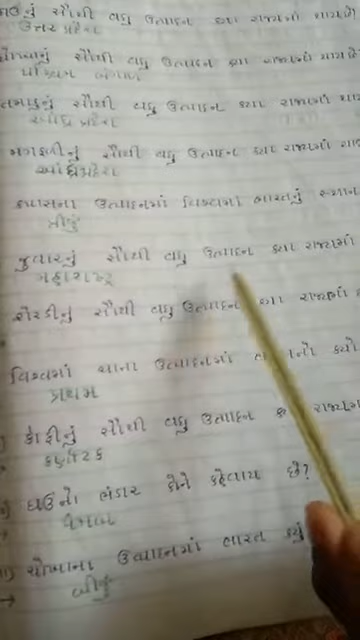 ઘઉંનું સૌથી વધુ ઉત્પાદન ક્યા રાજ્યમાં થાય છે
ઉત્તર પ્રદેશ
ચોખાનું સૌથી વધુ ઉત્પાદન ક્યા રાજ્યમાં થાય છે
પશ્ચિમ બંગાળ
તમાકુનું સૌથી વધુ ઉત્પાદન ક્યા રાજ્યમાં થાય
આંધ્ર પ્રદેશ
મગફળીનું સૌથી વધુ ઉત્પાદન ક્યા રાજ્યમાં થાય
આંધ્રપ્રદેશ
કપાસના ઉત્પાદનમાં વિશ્વમાં ભારતનું સ્થાન
ત્રીજું
જુવારનું સૌથી વધુ ઉત્પાદન ક્યા રાજ્યમાં
મહારાષ્ટ્ર
શેરડીનું સૌથી વધુ ઉત્પાદન ક્યા રાજ્યમાં
વિશ્વમાં ચાના ઉત્પાદનમાં ક્યો
પ્રથમ
કોફીનું સૌથી વધુ ઉત્પાદન રાજ્યમાં
કર્ણાટક
ઘઉંનો ભંડાર કોને કહેવાય છે?
પંજાબ
ચોખાના ઉત્પાદનમાં ભારત ક્યું
બીજું